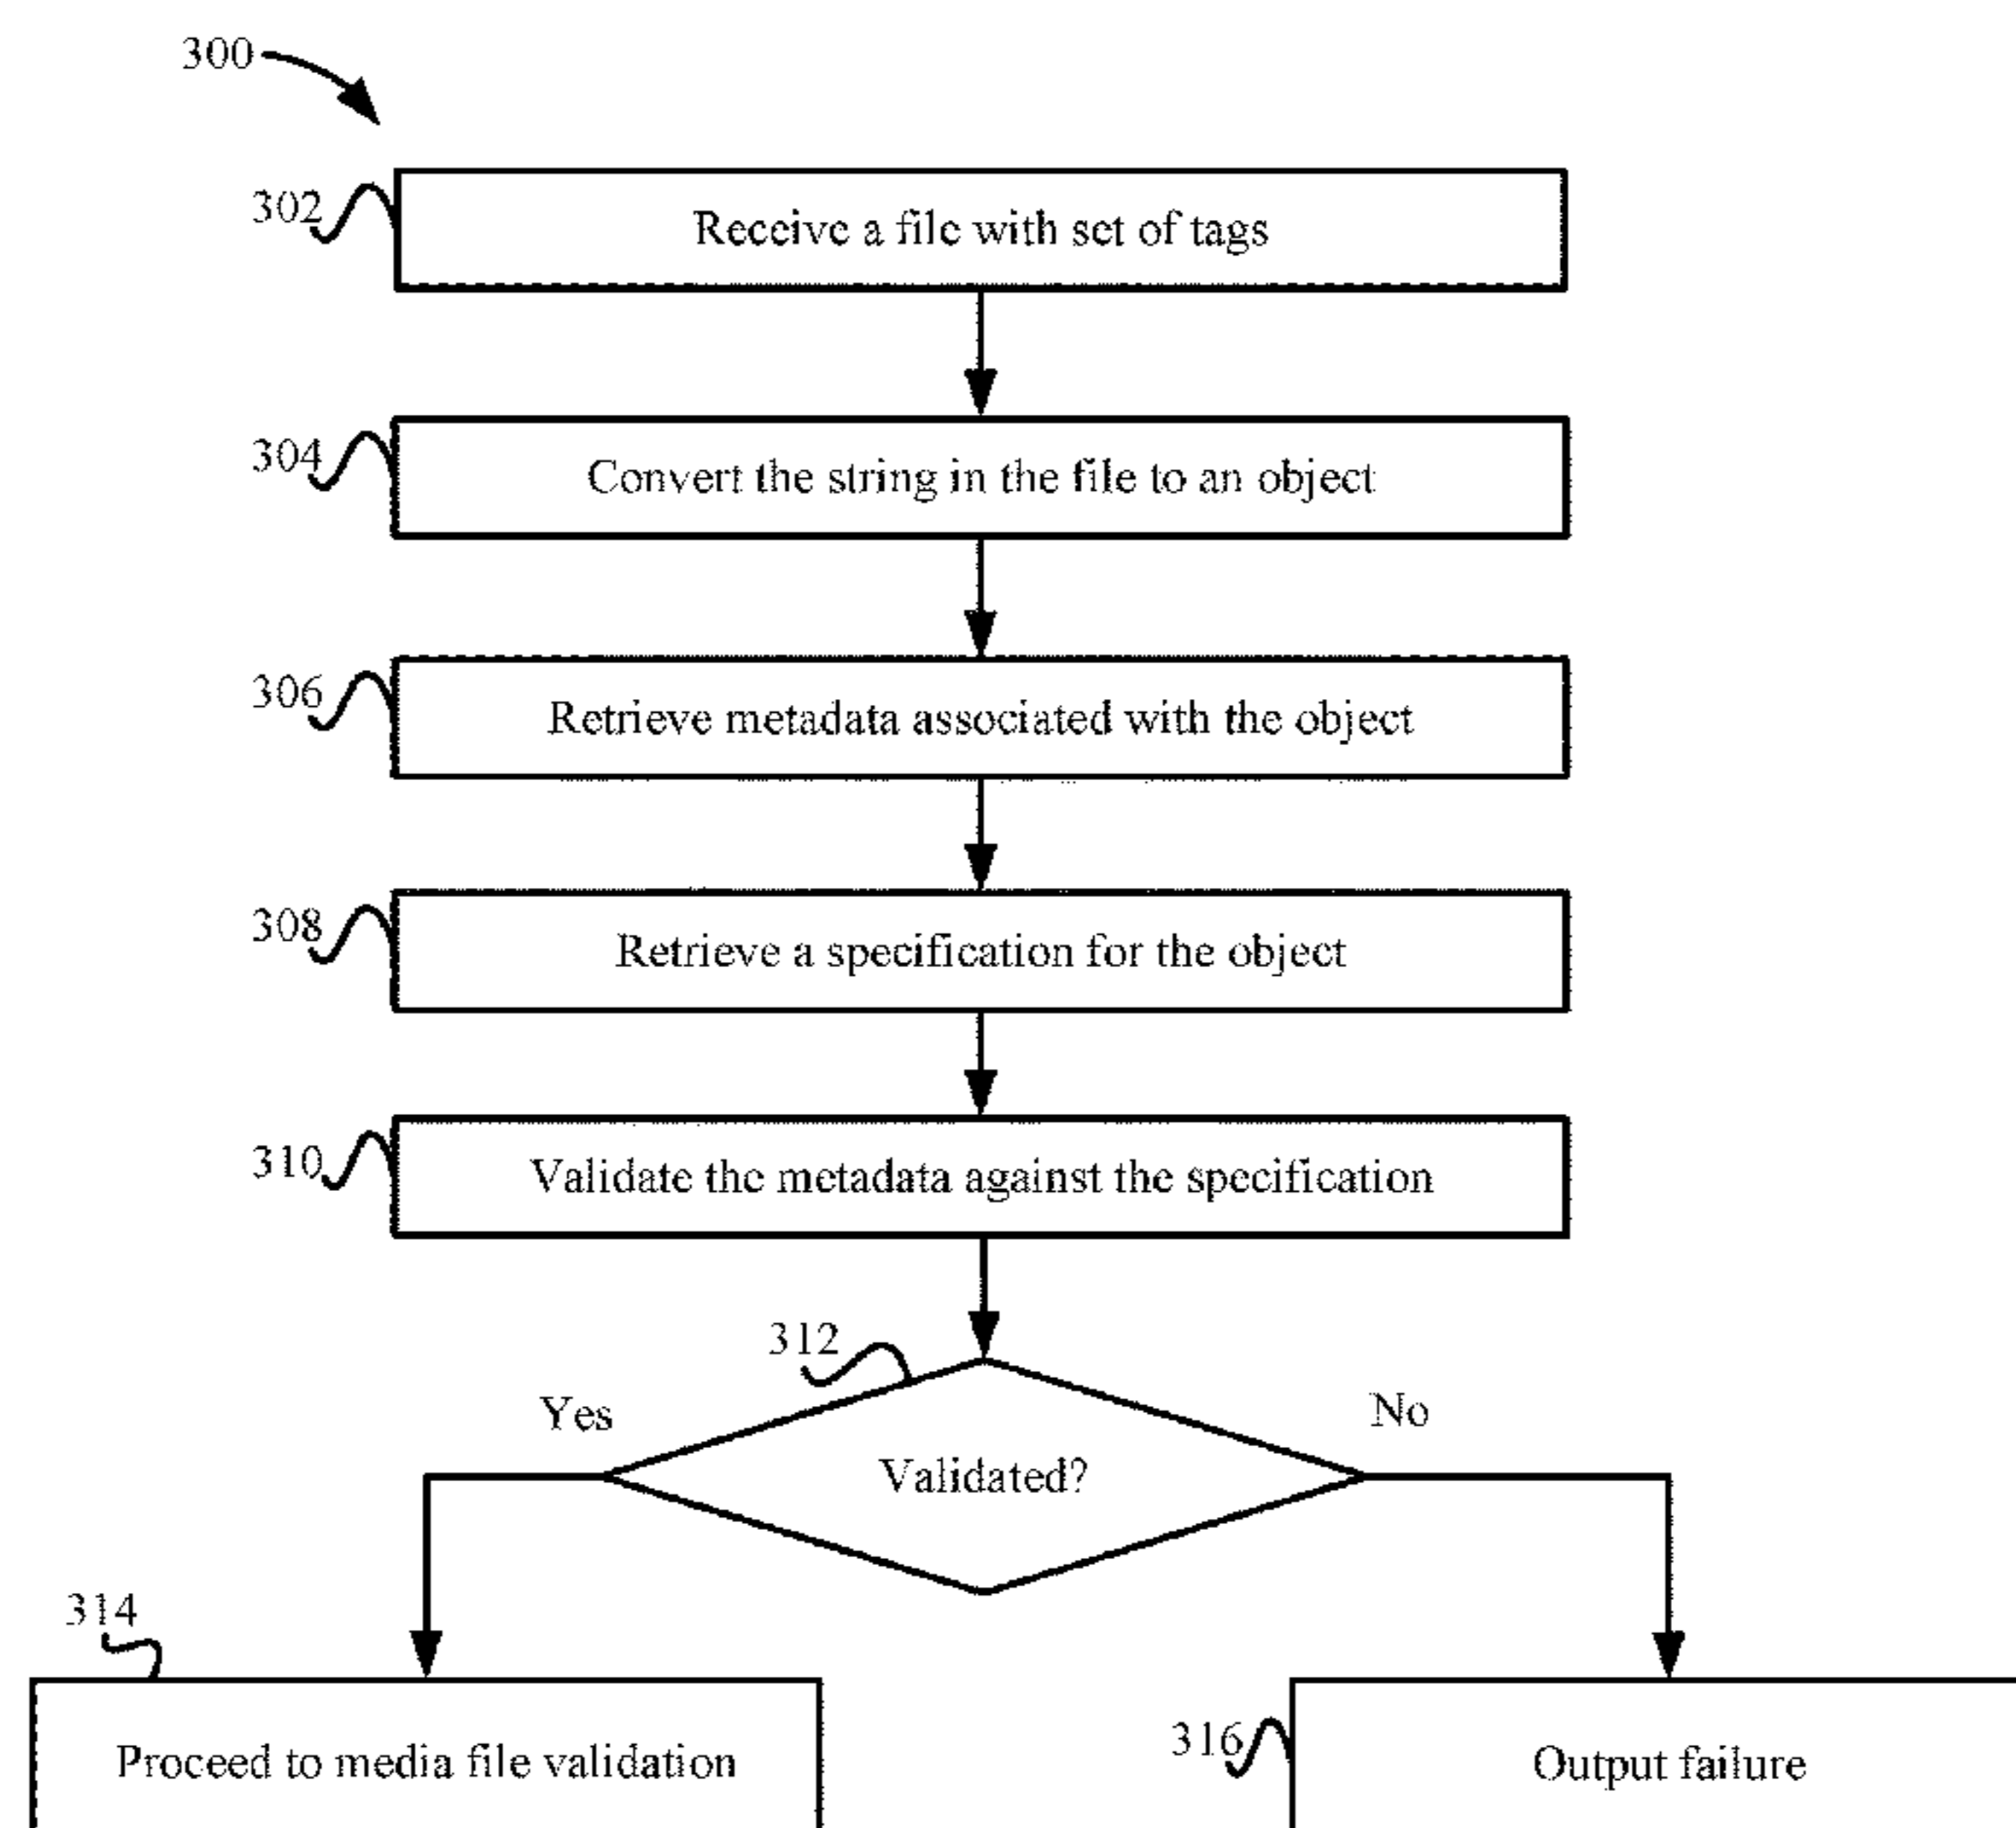 300
302
Receive a file with set of tags
304
Convert the string in the file to an object
306
Retrieve metadata associated with the object
308
Retrieve a specification for the object
310
Validate the metadata against the specification
312
Yes
No
Validated?
314
Proceed to media file validation
316
Output failure